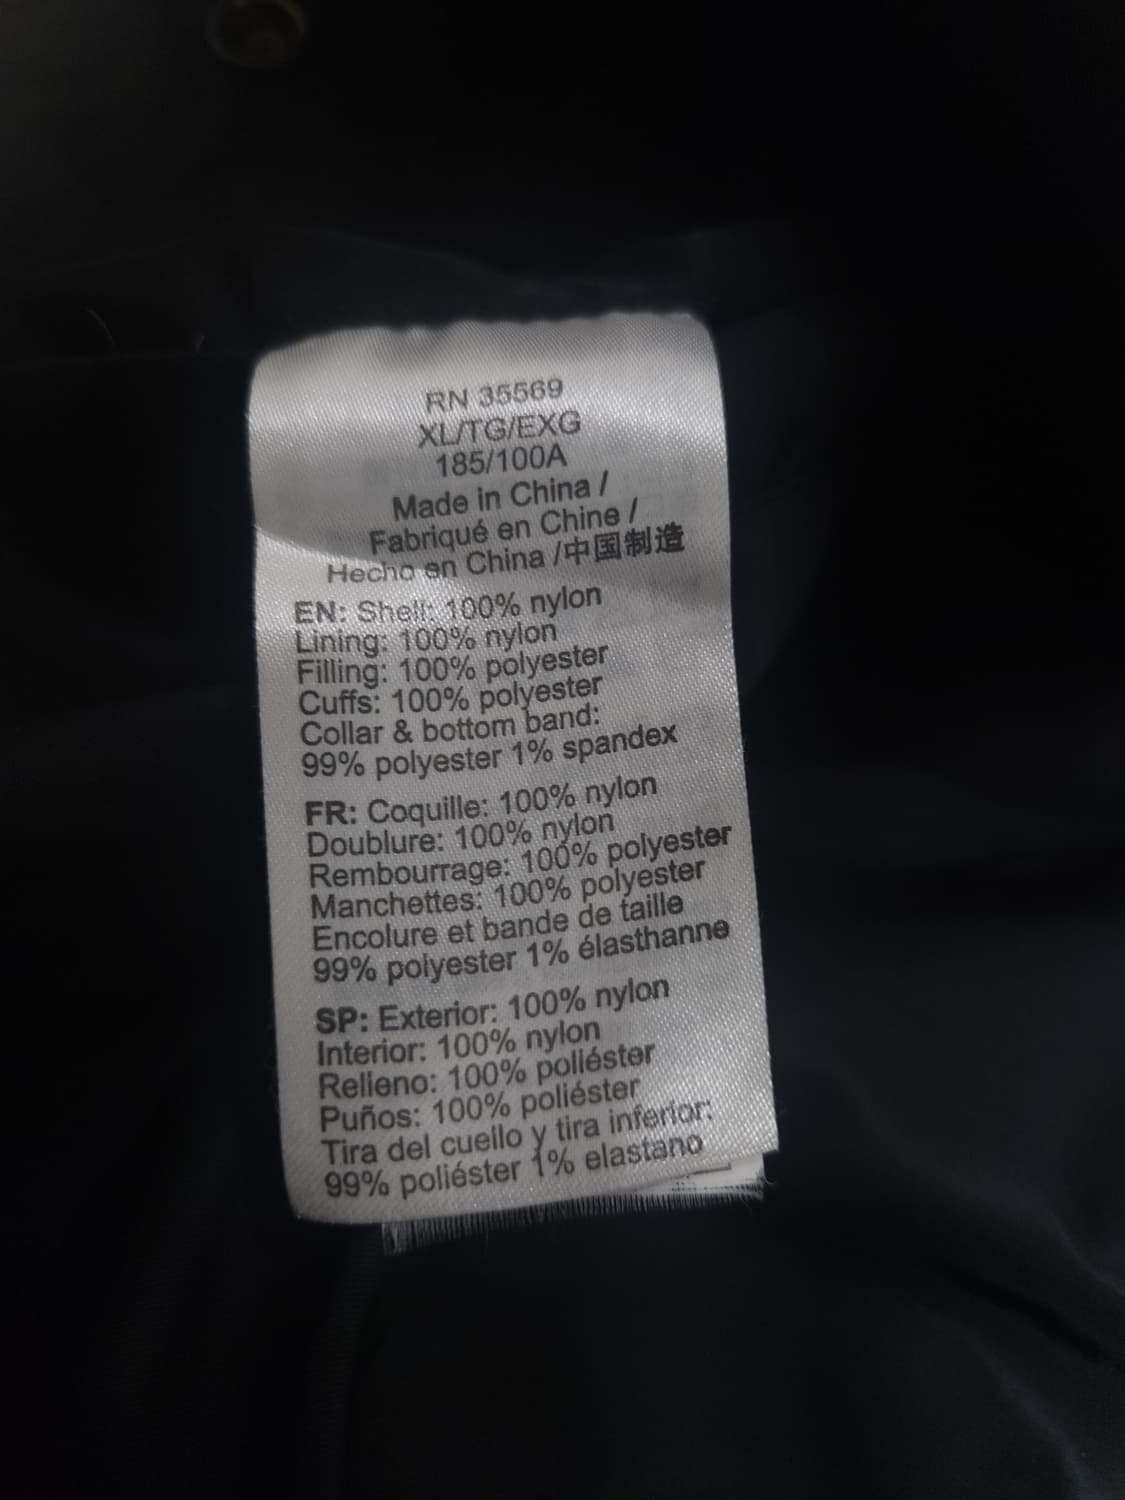 RN 35569
XL/TG/EXG
185/100A
Made in China /
Fabriqué en Chine /
Hecho en China /中国制造
EN: Shell: 100% nylon
Lining: 100% nylon
Filling: 100% polyester
Cuffs: 100% polyester
Collar & bottom band:
99% polyester 1% spandex
FR: Coquille: 100% nylon
Doublure: 100% nylon
Rembourrage: 100% polyester
Manchettes: 100% polyester
Encolure et bande de taille
99% polyester 1% élasthanne
SP: Exterior: 100% nylon
Interior: 100% nylon
Relleno: 100% poliéster
Puños: 100% poliéster
Tira del cuello y tira inferior:
99% poliéster 1% elastano